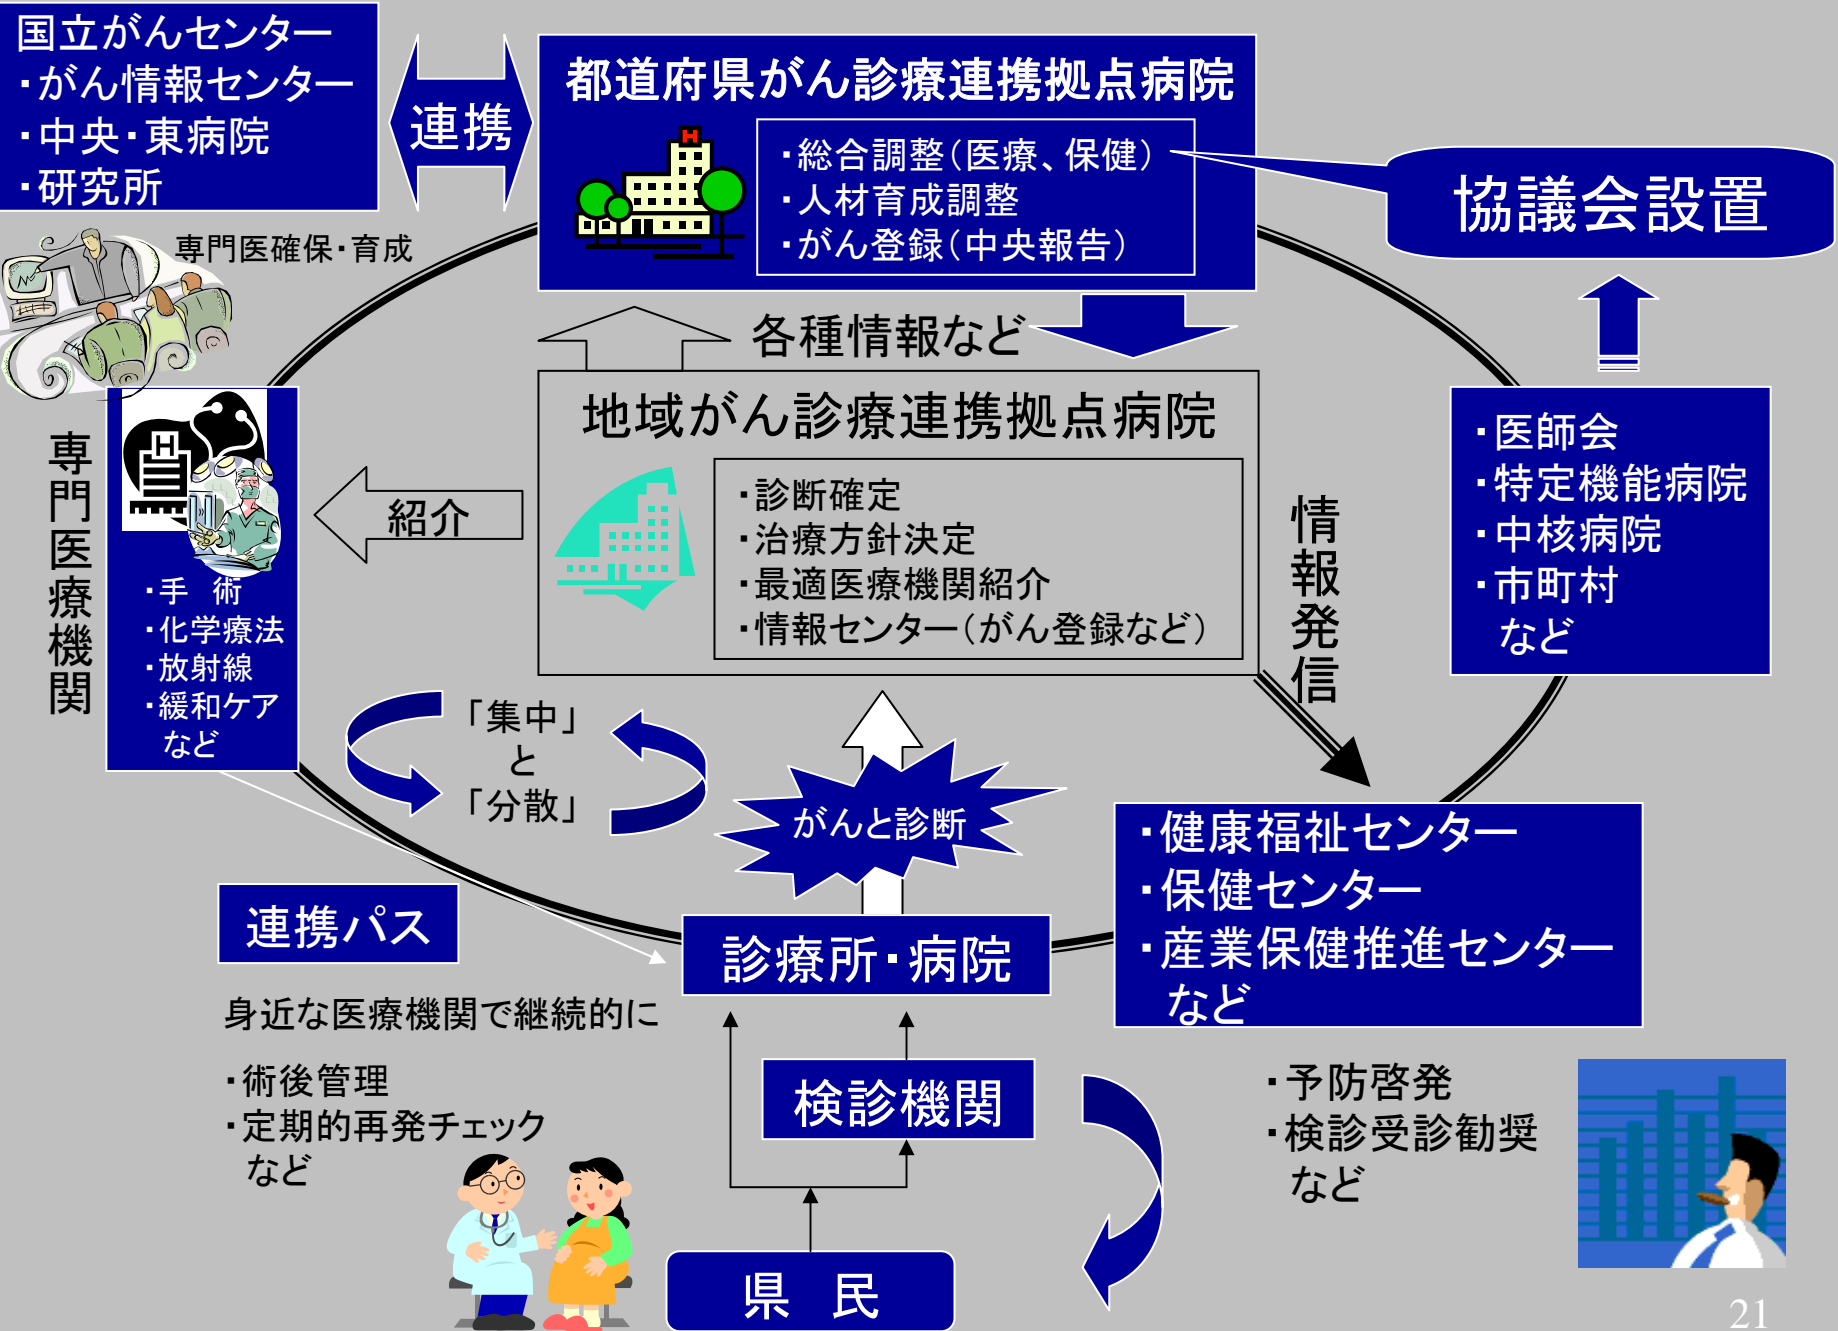 国立がんセンター
・がん情報センター
・中央・東病院
・研究所
連携
都道府県がん診療連携拠点病院
H
・総合調整(医療、保健)
・人材育成調整
・がん登録(中央報告)
協議会設置
専門医確保・育成
各種情報など
地域がん診療連携拠点病院
・診断確定
・治療方針決定
・最適医療機関紹介
・情報センター(がん登録など)
紹介
専門医療機関
H
・手　術
・化学療法
・放射線
・緩和ケア
など
情報発信
・医師会
・特定機能病院
・中核病院
・市町村
など
「集中」
と
「分散」
がんと診断
・健康福祉センター
・保健センター
・産業保健推進センター
など
連携パス
診療所・病院
身近な医療機関で継続的に
・術後管理
・定期的再発チェック
など
検診機関
・予防啓発
・検診受診勧奨
など
県　民
21